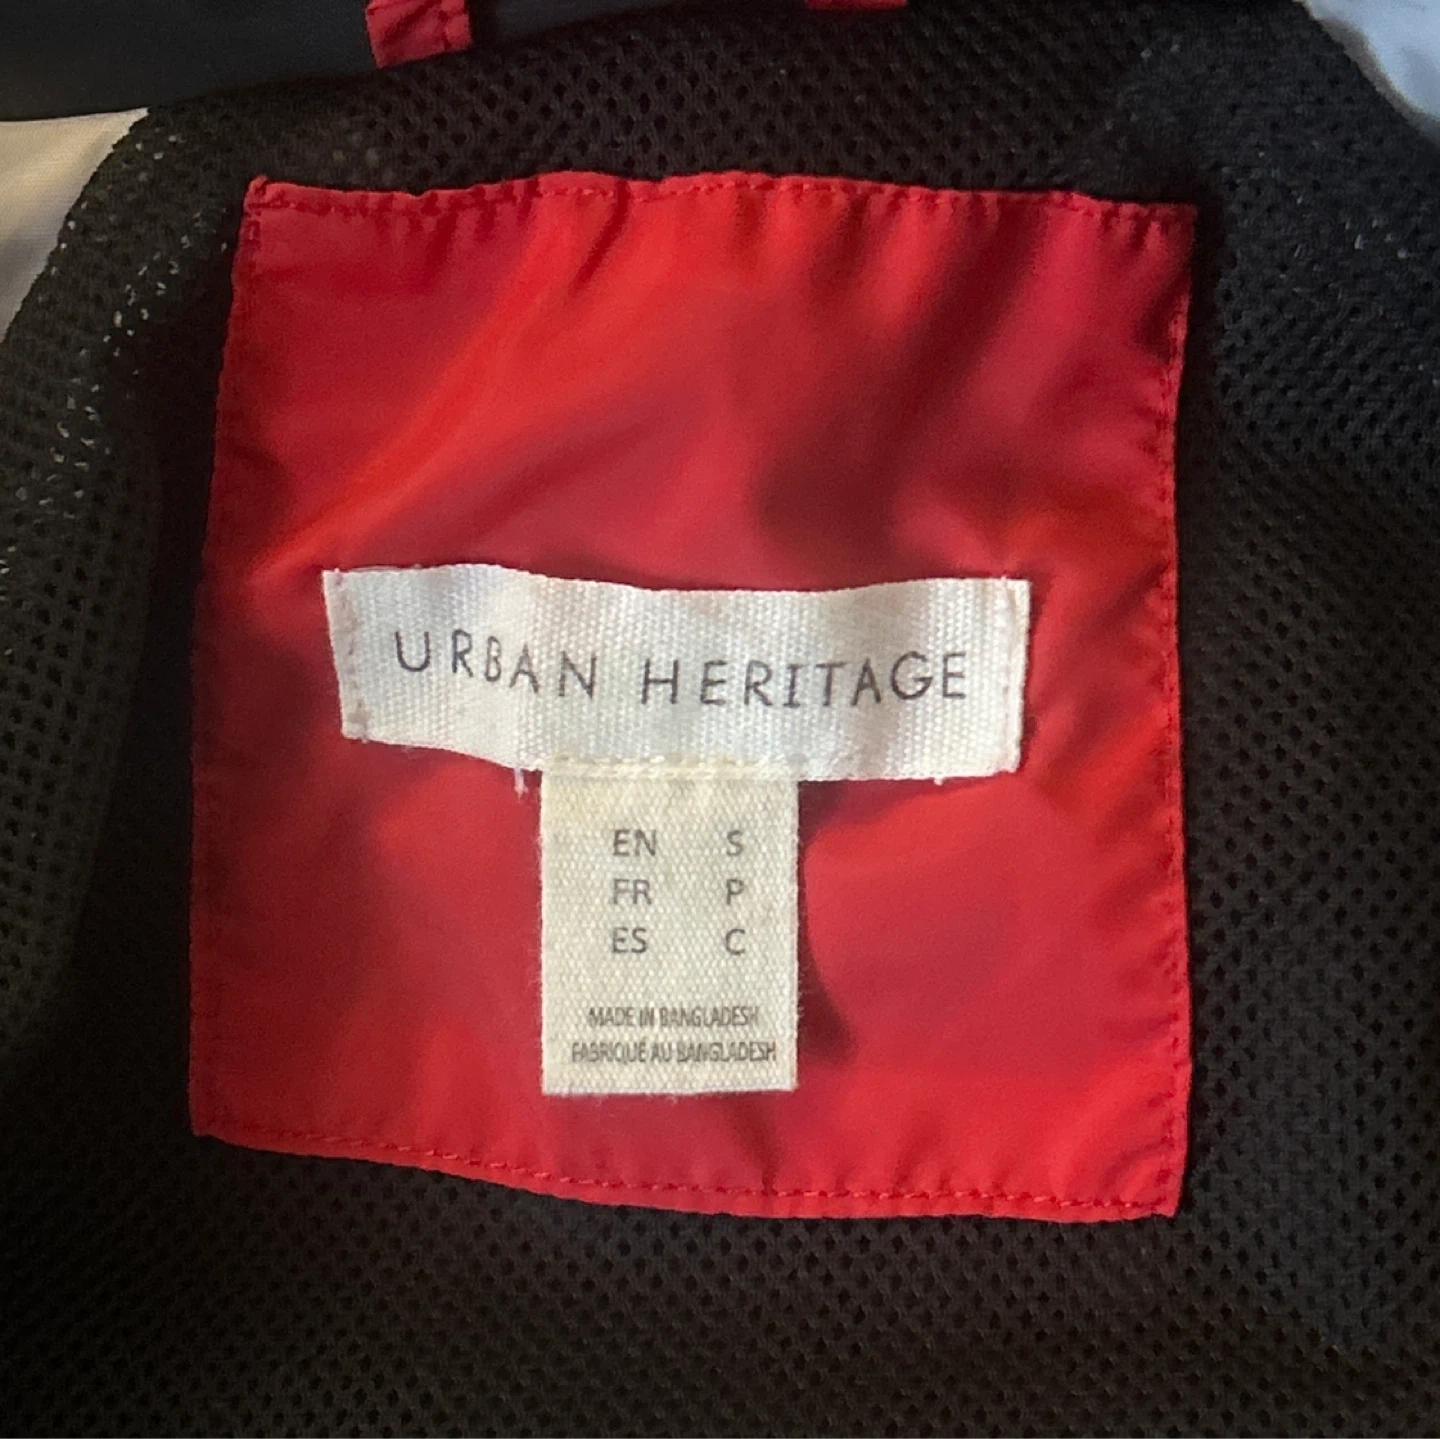 URBAN HERITAGE
EN S
FR P
ES C
MADE IN BANGLADESH
FABRIQUÉ AU BANGLADESH